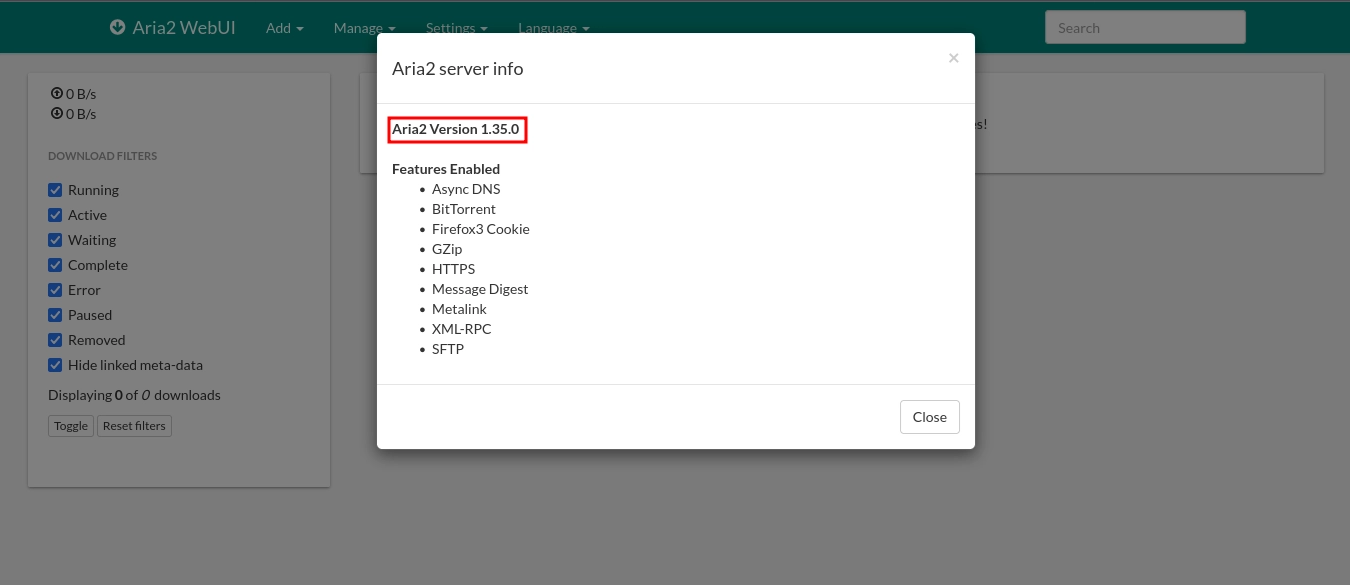 Aria2 WebUI
Add
Manage
Settings
Language
Search
0 B/s
0 B/s
DOWNLOAD FILTERS
Running
Active
Waiting
Complete
Error
Paused
Removed
Hide linked meta-data
Displaying 0 of 0 downloads
Toggle
Reset filters
Aria2 server info
×
Aria2 Version 1.35.0
Features Enabled
• Async DNS
• BitTorrent
• Firefox3 Cookie
• GZip
• HTTPS
• Message Digest
• Metalink
• XML-RPC
• SFTP
Close